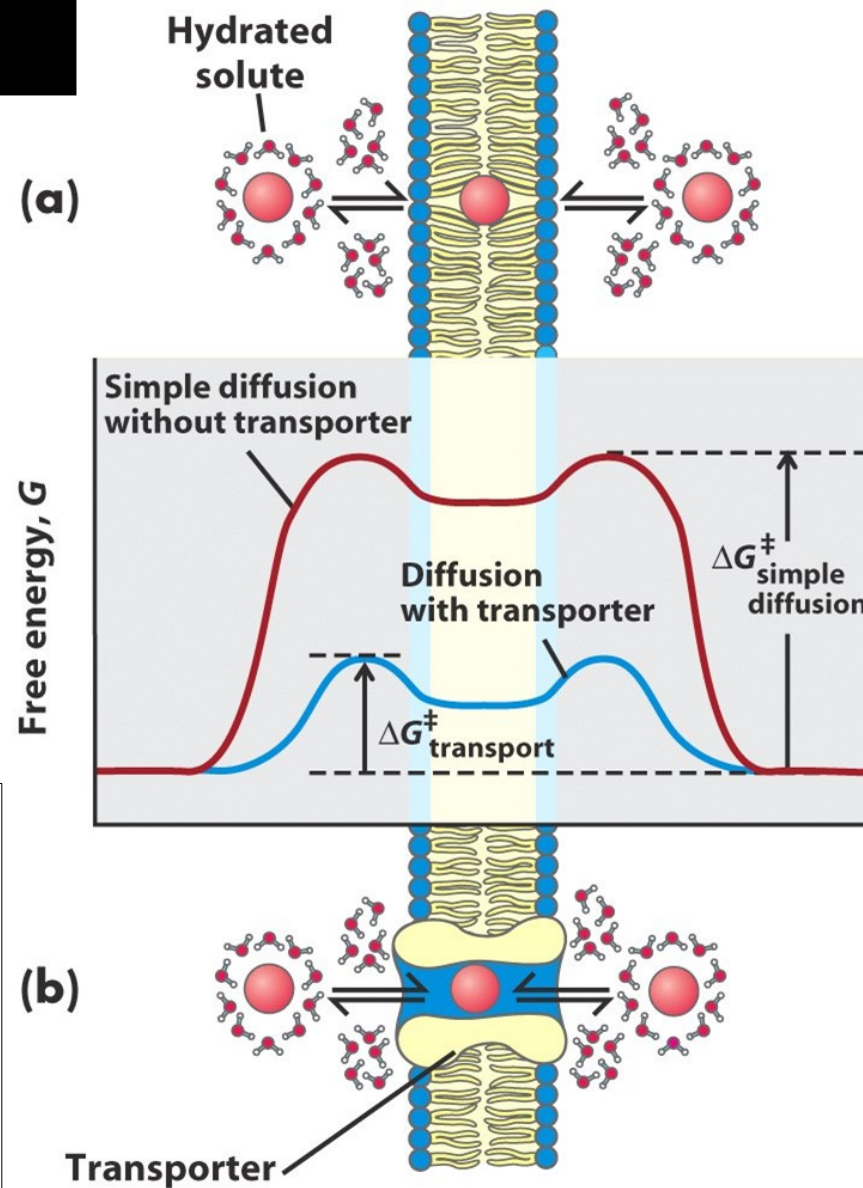 Hydrated
solute
(a)
Simple diffusion
without transporter
Free energy, G
ΔG‡simple
diffusion
Diffusion
with transporter
ΔG‡transport
(b)
Transporter